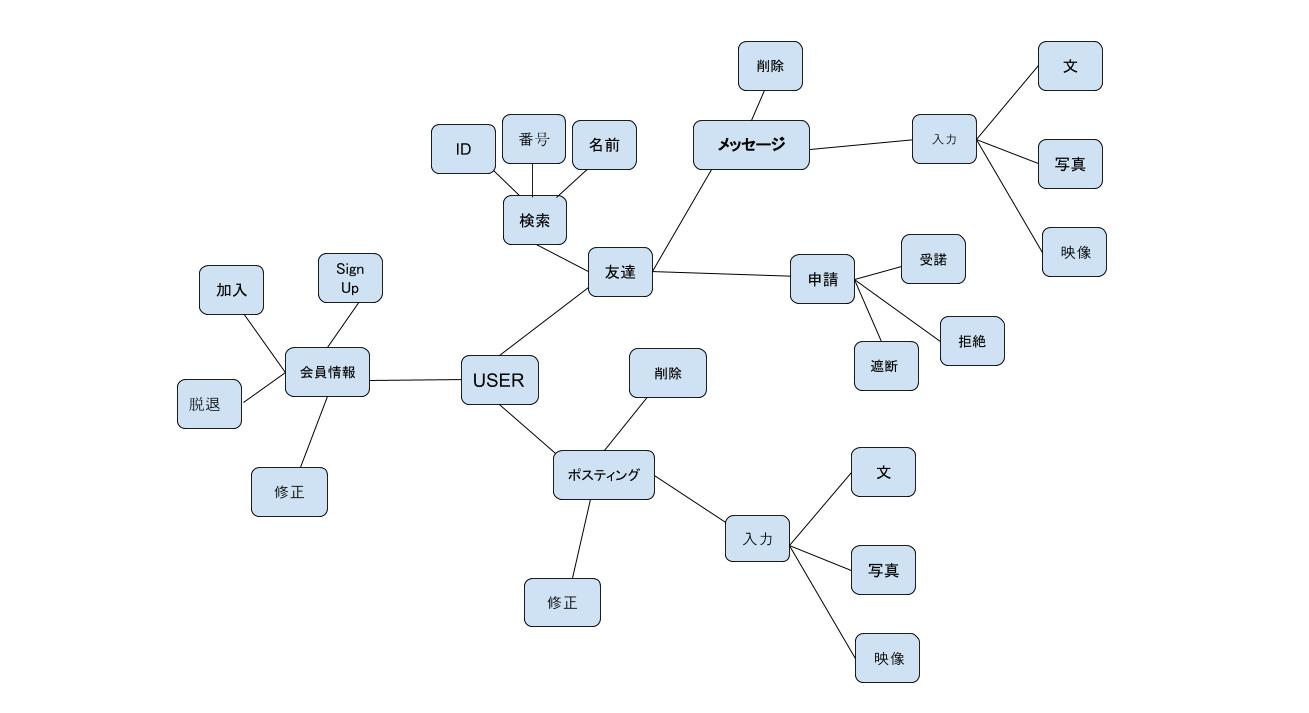 削除
文
メッセージ
入力
写真
映像
ID
番号
名前
検索
友達
申請
受諾
拒絶
遮断
加入
Sign
Up
会員情報
脱退
修正
USER
削除
ポスティング
修正
入力
文
写真
映像